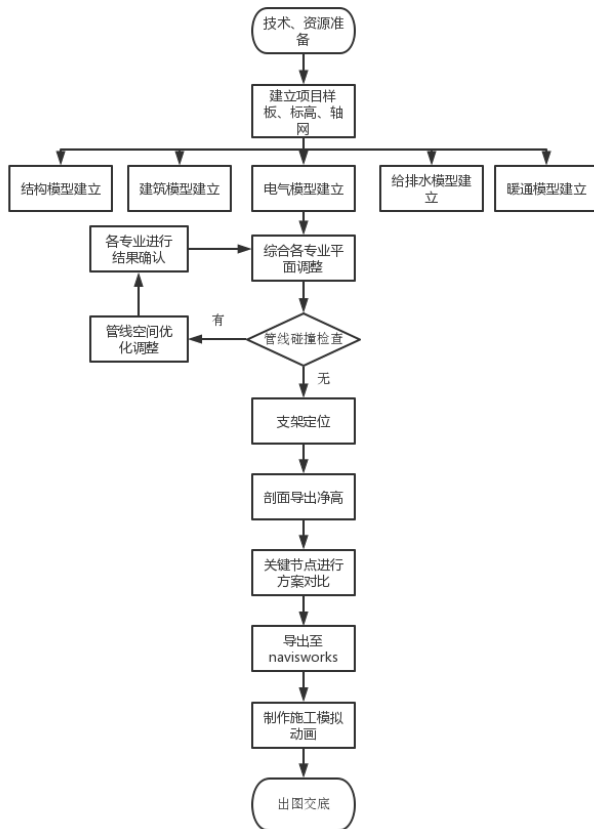 技术、资源准
备
建立项目样
板、标高、轴
网
结构模型建立
建筑模型建立
电气模型建立
给排水模型建
立
暖通模型建立
各专业进行
结果确认
综合各专业平
面调整
管线空间优
化调整
有
管线碰撞检查
无
支架定位
剖面导出净高
关键节点进行
方案对比
导出至
navisworks
制作施工模拟
动画
出图交底